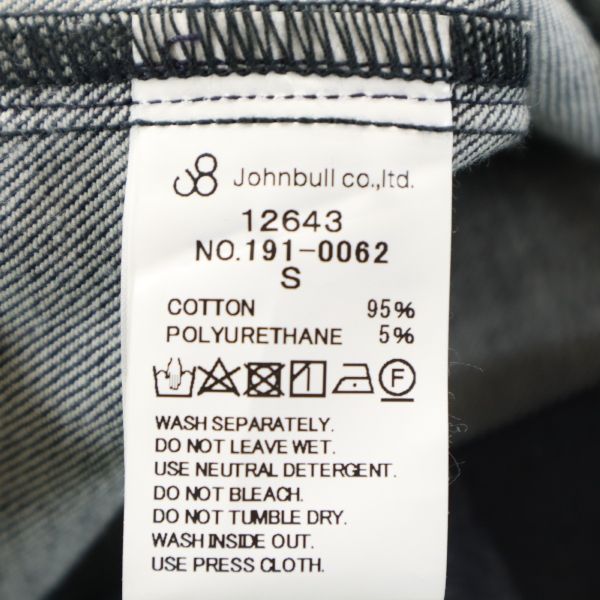 Johnbull co.,ltd.
12643
NO.191-0062
S
COTTON 95%
POLYURETHANE 5%
F
WASH SEPARATELY.
DO NOT LEAVE WET.
USE NEUTRAL DETERGENT.
DO NOT BLEACH.
DO NOT TUMBLE DRY.
WASH INSIDE OUT.
USE PRESS CLOTH.